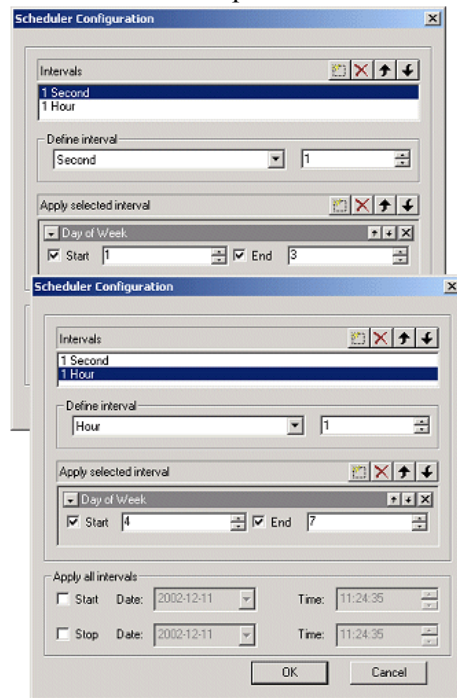 Scheduler Configuration
Intervals
1 Second
1 Hour
Define interval
Second 1
Apply selected interval
Day of Week
Start 1 End 3
Scheduler Configuration
Intervals
1 Second
1 Hour
Define interval
Hour 1
Apply selected interval
Day of Week
Start 4 End 7
Apply all intervals
Start Date: 2002-12-11 Time: 11:24:35
Stop Date: 2002-12-11 Time: 11:24:35
OK Cancel